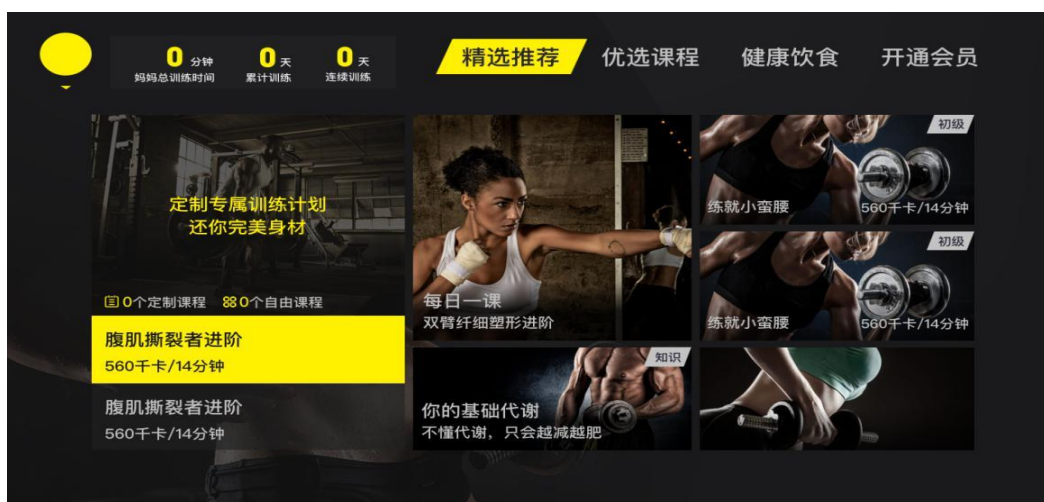 0 分钟
妈妈总训练时间
0 天
累计训练
0 天
连续训练
精选推荐
优选课程
健康饮食
开通会员
定制专属训练计划
还你完美身材
0个定制课程
0个自由课程
腹肌撕裂者进阶
560千卡/14分钟
腹肌撕裂者进阶
560千卡/14分钟
每日一课
双臂纤细塑形进阶
知识
你的基础代谢
不懂代谢，只会越减越肥
初级
练就小蛮腰
560千卡/14分钟
初级
练就小蛮腰
560千卡/14分钟